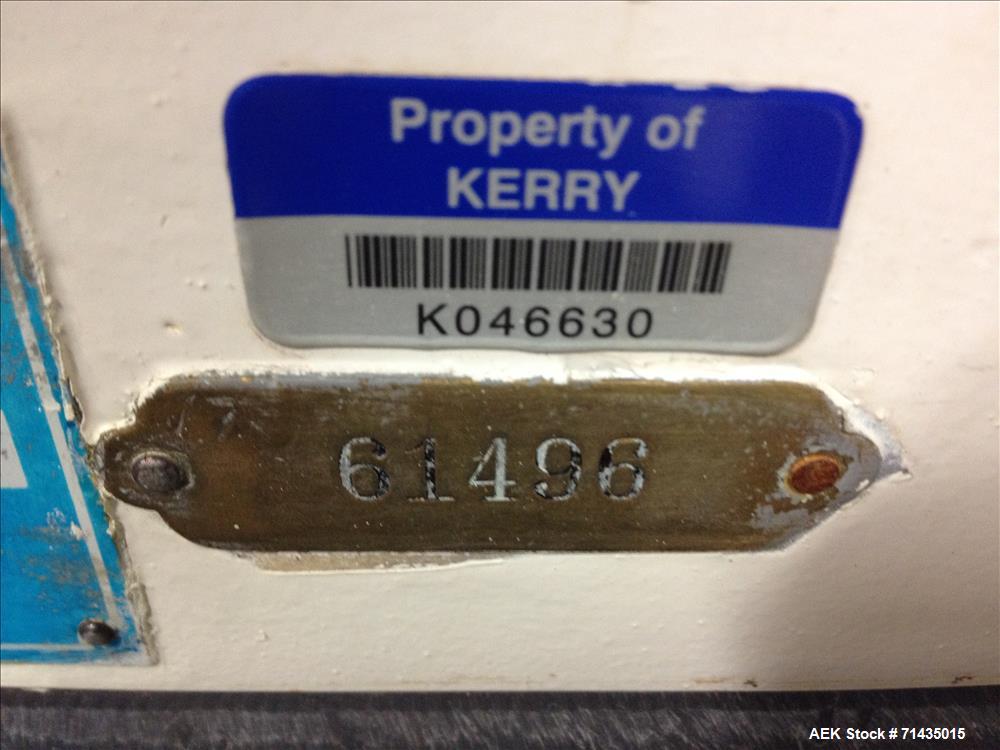 Property of
KERRY
K046630
61496
AEK Stock # 71435015